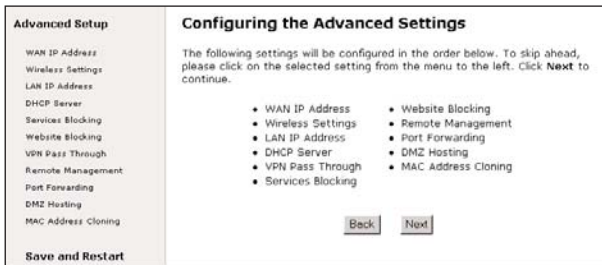 Advanced Setup
WAN IP Address
Wireless Settings
LAN IP Address
DHCP Server
Services Blocking
Website Blocking
VPN Pass Through
Remote Management
Port Forwarding
DMZ Hosting
MAC Address Cloning
Save and Restart
Configuring the Advanced Settings
The following settings will be configured in the order below. To skip ahead,
please click on the selected setting from the menu to the left. Click Next to
continue.
• WAN IP Address
• Wireless Settings
• LAN IP Address
• DHCP Server
• VPN Pass Through
• Services Blocking
• Website Blocking
• Remote Management
• Port Forwarding
• DMZ Hosting
• MAC Address Cloning
Back Next